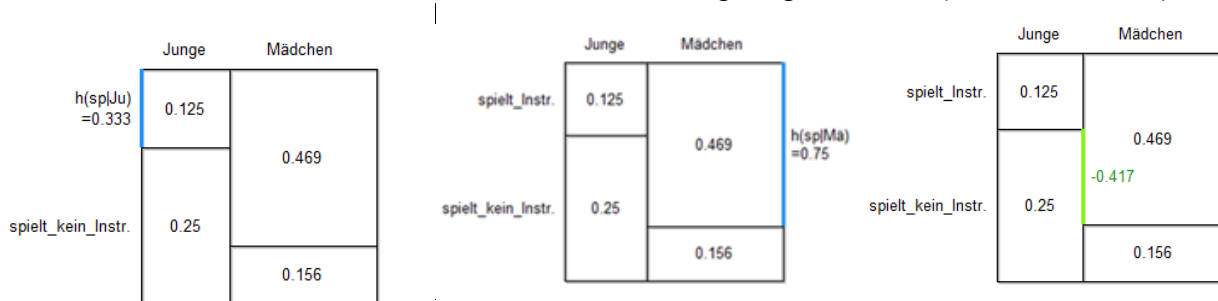 Junge Mädchen
h(sp|Ju)
=0.333
0.125
0.469
spielt_kein_Instr.
0.25
0.156
Junge Mädchen
spielt_Instr.
0.125
0.469
h(sp|Mä)
=0.75
spielt_kein_Instr.
0.25
0.156
Junge Mädchen
spielt_Instr.
0.125
0.469
-0.417
spielt_kein_Instr.
0.25
0.156